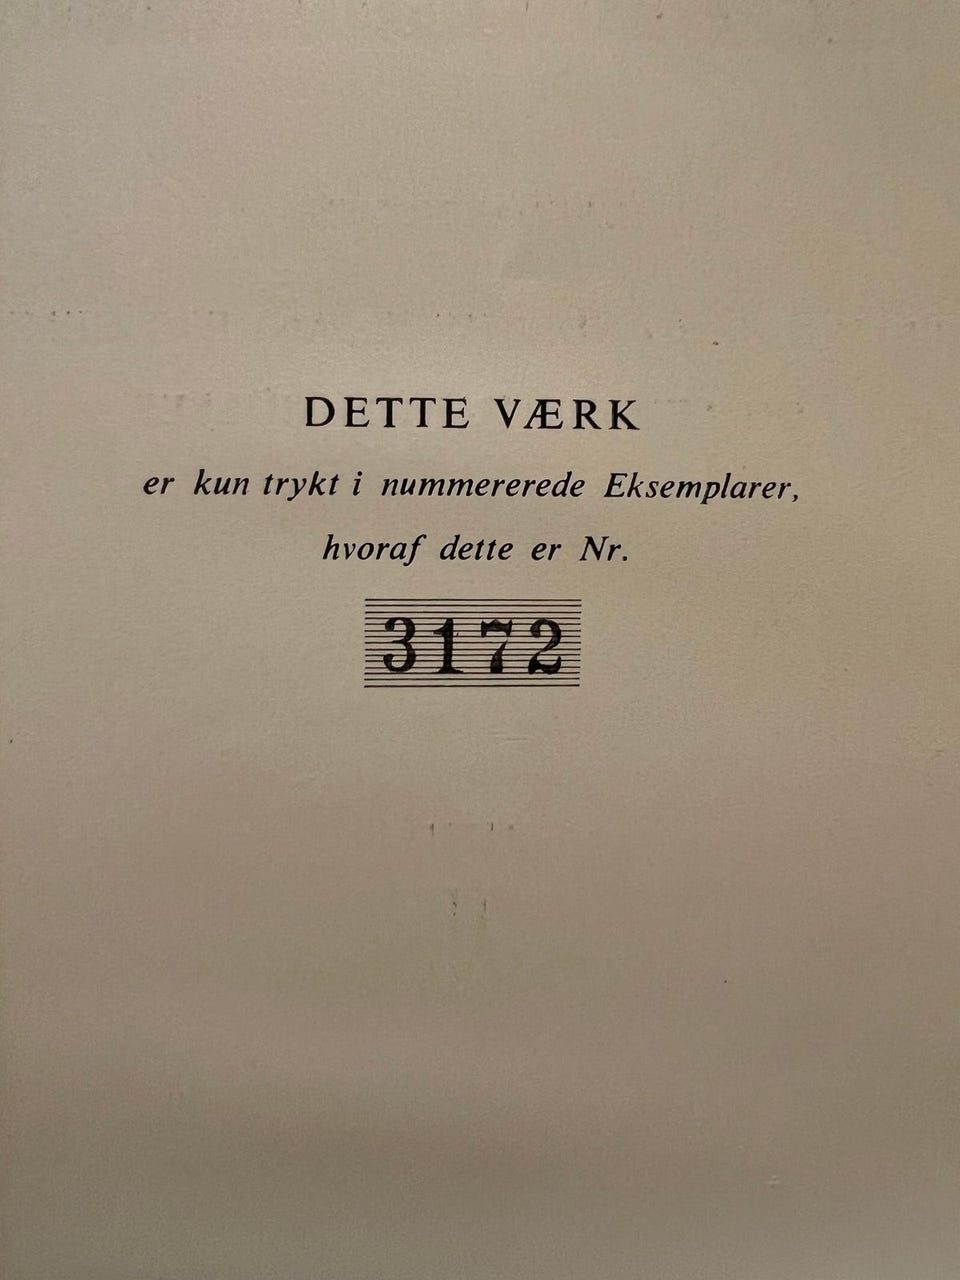 DETTE VÆRK
er kun trykt i nummererede Eksemplarer,
hvoraf dette er Nr.
3172